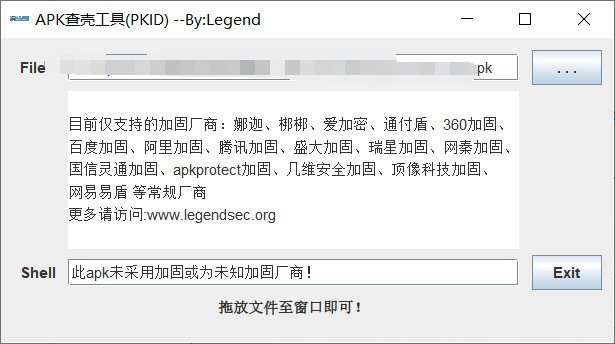 APK查壳工具(PKID) --By:Legend
File
pk
...
目前仅支持的加固厂商：娜迦、梆梆、爱加密、通付盾、360加固、
百度加固、阿里加固、腾讯加固、盛大加固、瑞星加固、网秦加固、
国信灵通加固、apkprotect加固、几维安全加固、顶像科技加固、
网易易盾 等常规厂商
更多请访问:www.legendsec.org
Shell
此apk未采用加固或为未知加固厂商！
Exit
拖放文件至窗口即可！